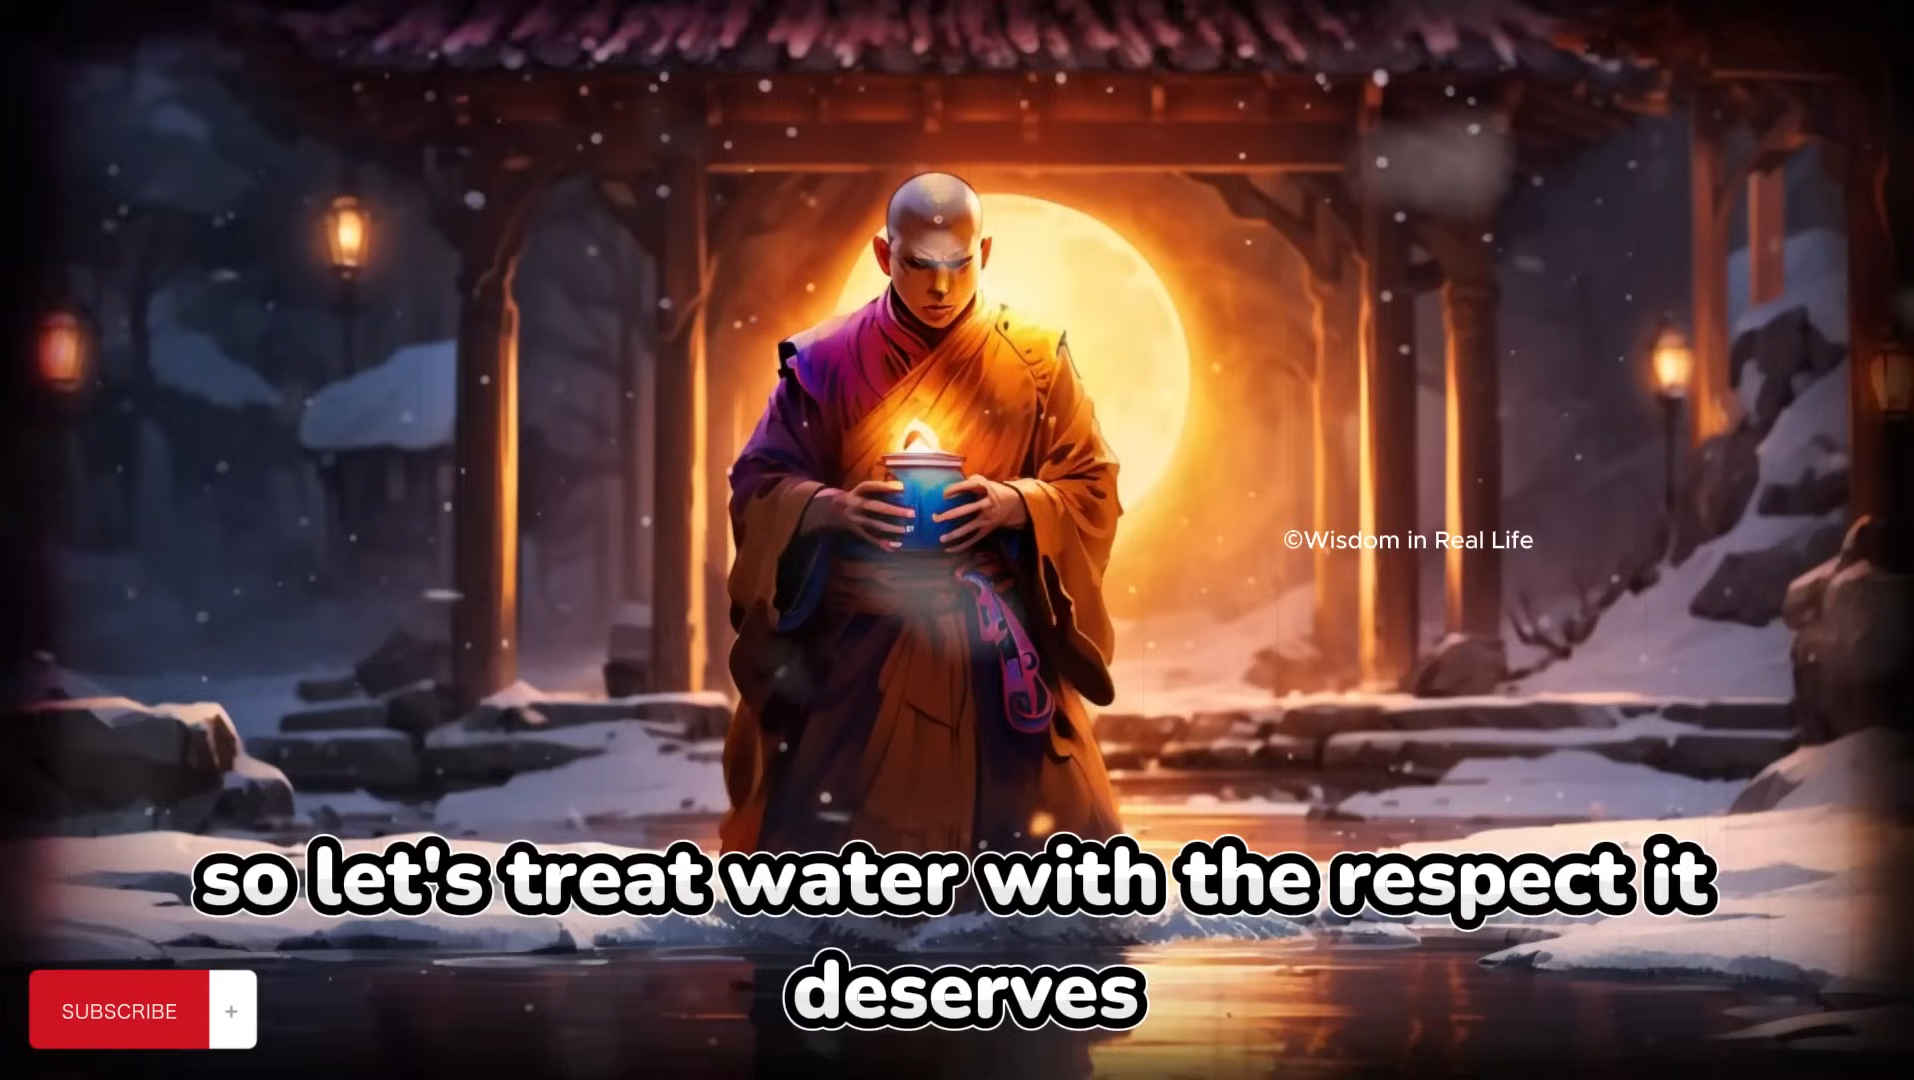 ©Wisdom in Real Life
so let's treat water with the respect it
deserves
SUBSCRIBE +